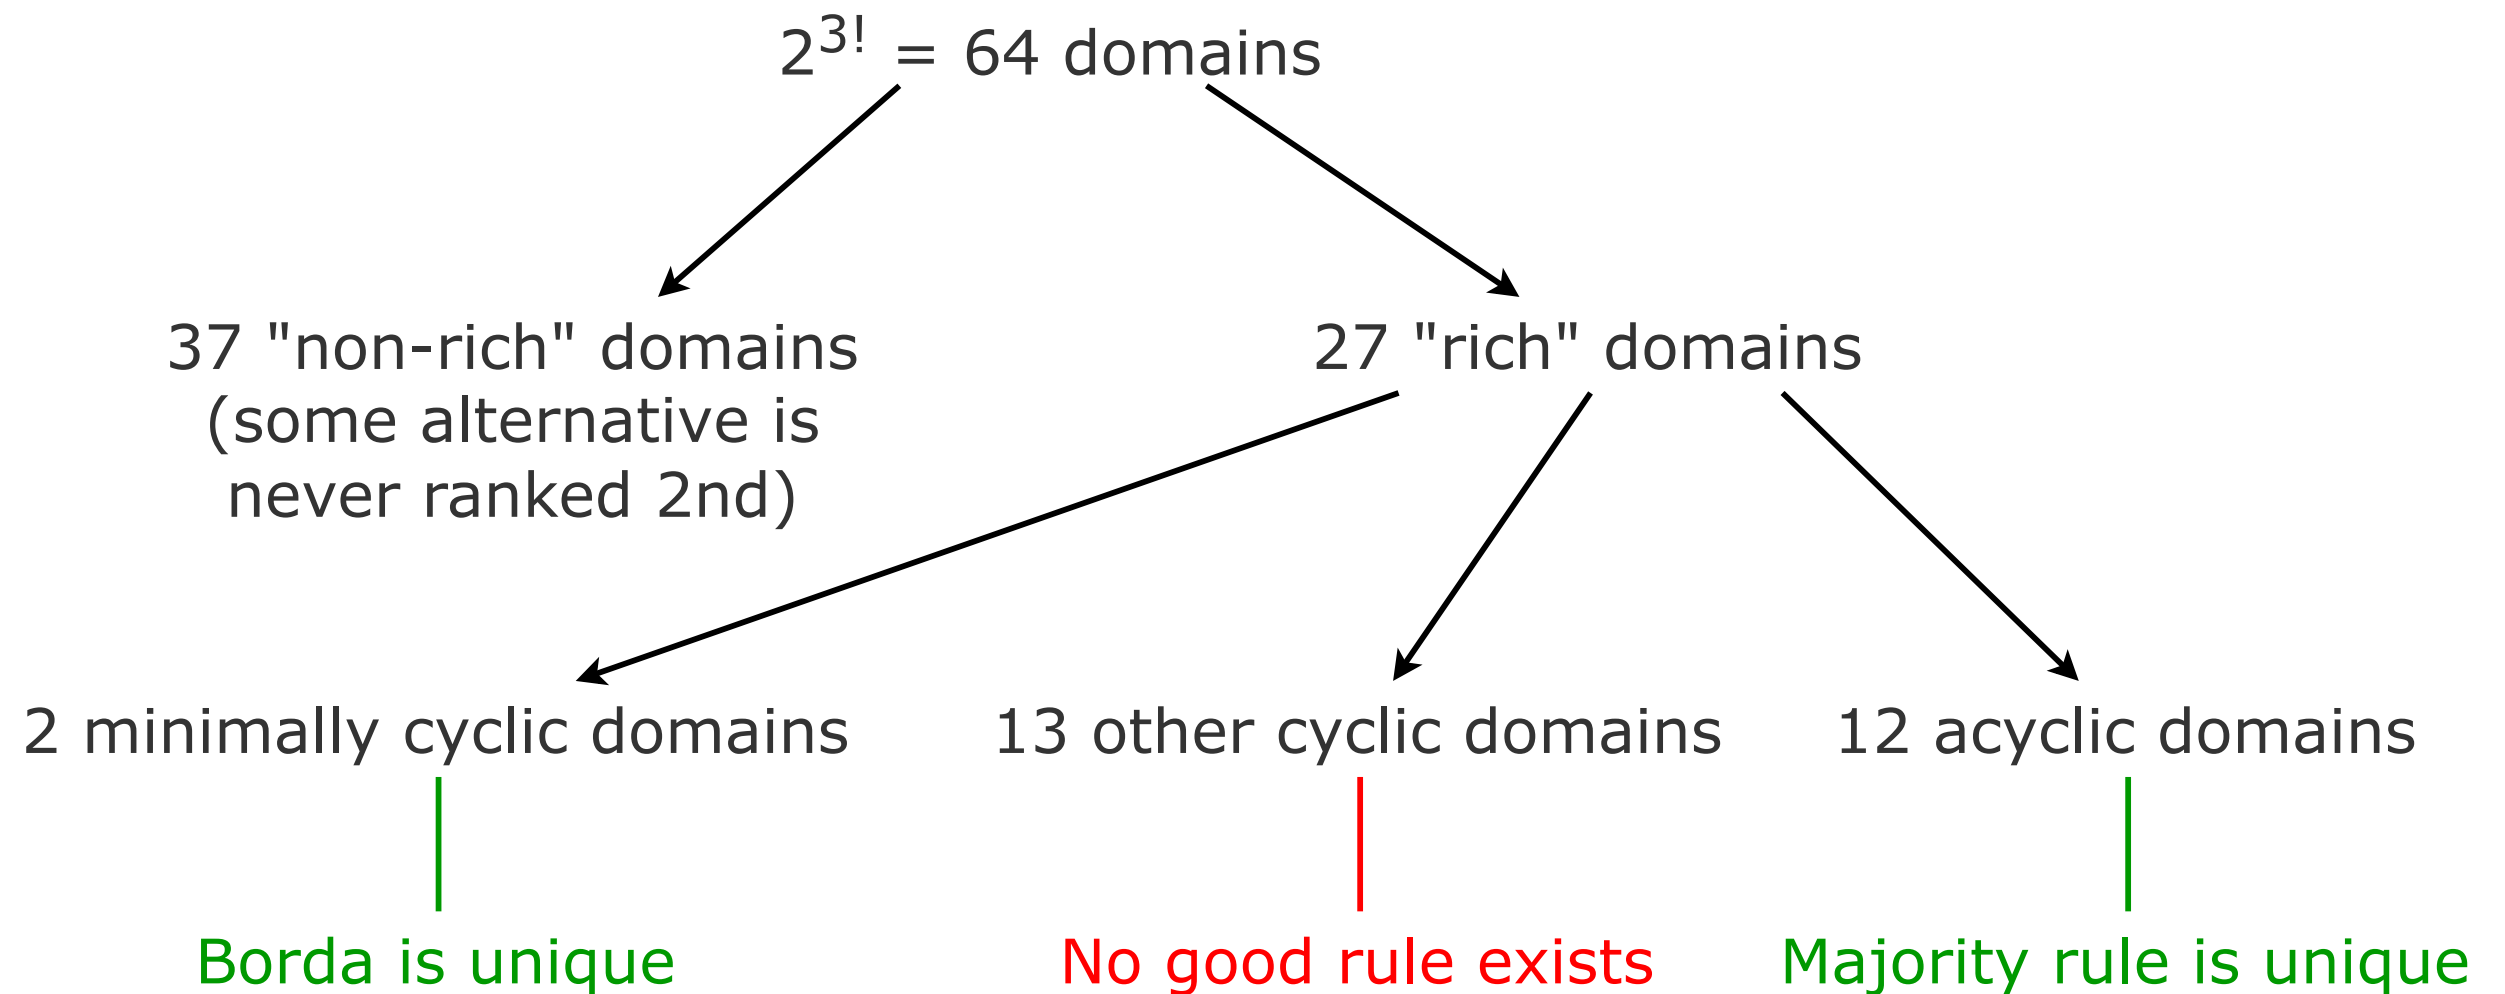 2^{3!} = 64 domains
37 "non-rich" domains
(some alternative is
never ranked 2nd)
27 "rich" domains
2 minimally cyclic domains
13 other cyclic domains
12 acyclic domains
Borda is unique
No good rule exists
Majority rule is unique